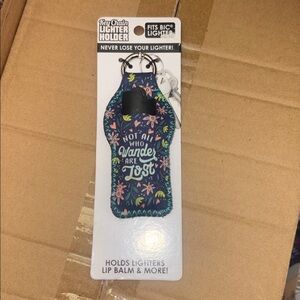 Key Chain
LIGHTER
HOLDER
FITS BIC®
LIGHTER
NEVER LOSE YOUR LIGHTER!
NOT ALL
WHO
Wander
ARE
Lost
HOLDS LIGHTERS
LIP BALM & MORE!